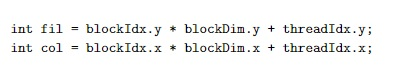 int fil = blockIdx.y * blockDim.y + threadIdx.y;
int col = blockIdx.x * blockDim.x + threadIdx.x;